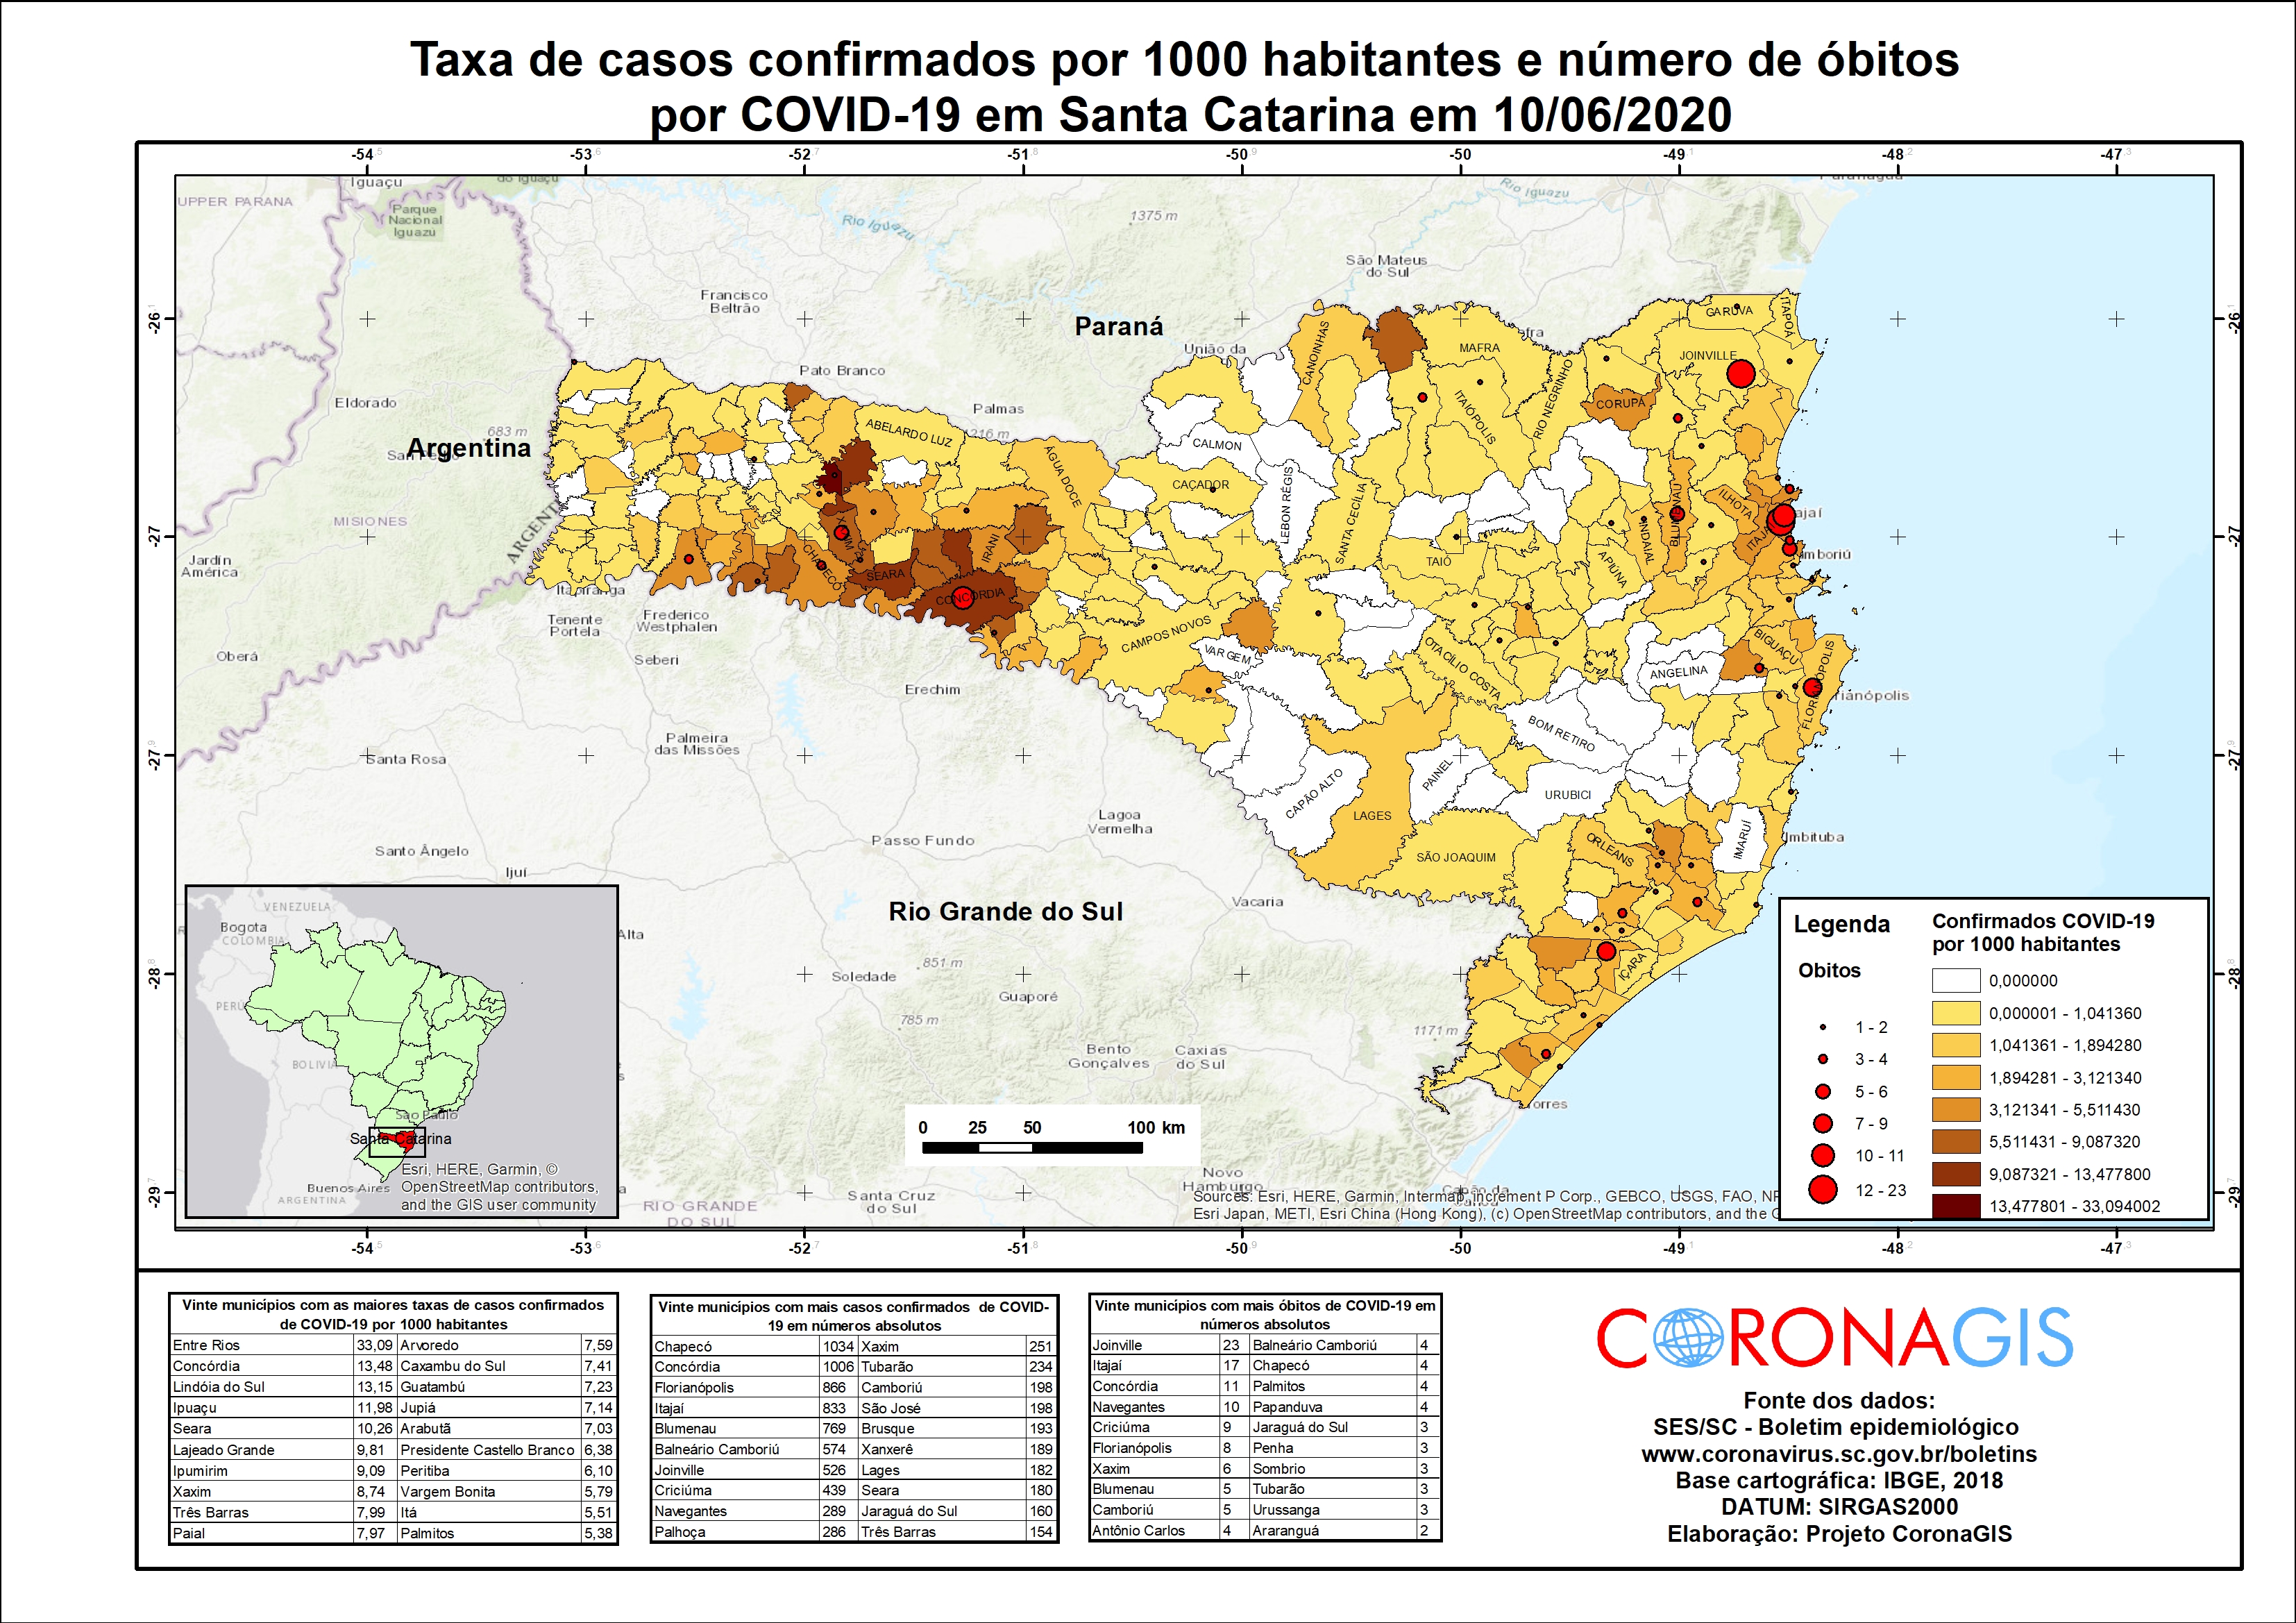 Taxa de casos confirmados por 1000 habitantes e número de óbitos
por COVID-19 em Santa Catarina em 10/06/2020
-54,5 -53,6 -52,7 -51,8 -50,9 -50 -49,1 -48,2 -47,3
-26,1
-27
-27,9
-28,8
-29,7
Iguaçu
do Iguaçu
UPPER PARANA
Parque
Nacional
Iguaçu
Rio Iguazu
1375 m
Rio Iguazu
São Mateus
do Sul
Francisco
Beltrão
Paraná
União da
Pato Branco
Palmas
1216 m
Eldorado
683 m
Argentina
MISIONES
Jardín
América
Oberá
Itapiranga
Tenente
Portela
Frederico
Westphalen
Seberi
Erechim
Palmeira
das Missões
Santa Rosa
Santo Ângelo
Ijuí
Passo Fundo
Lagoa
Vermelha
Vacaria
Rio Grande do Sul
Alta
Soledade
851 m
Guaporé
785 m
1171 m
Bento
Gonçalves
Caxias
do Sul
Torres
Novo
Hamburgo
Santa Cruz
do Sul
RIO GRANDE
DO SUL
Imbituba
GARUVA
ITAPOÁ
JOINVILLE
MAFRA
CANOINHAS
ITAIÓPOLIS
RIO NEGRINHO
CORUPÁ
ABELARDO LUZ
ÁGUA DOCE
CALMON
CAÇADOR
LEBON RÉGIS
SANTA CECÍLIA
TAIÓ
APIÚNA
INDAIAL
BLUMENAU
ILHOTA
CHAPECÓ
SEARA
IRANI
CONCÓRDIA
CAMPOS NOVOS
VARGEM
OTACÍLIO COSTA
ANGELINA
BIGUAÇU
BOM RETIRO
PAINEL
CAPÃO ALTO
URUBICI
LAGES
SÃO JOAQUIM
ORLEANS
IMARUÍ
IÇARA
0 25 50 100 km
Sources: Esri, HERE, Garmin, Intermap, increment P Corp., GEBCO, USGS, FAO,
Esri Japan, METI, Esri China (Hong Kong), (c) OpenStreetMap contributors, and the
VENEZUELA
Bogota
COLOMBIA
PERU
BOLIVIA
Sao Paulo
Santa Catarina
Buenos Aires
ARGENTINA
Esri, HERE, Garmin, ©
OpenStreetMap contributors,
and the GIS user community
Legenda
Obitos
1 - 2
3 - 4
5 - 6
7 - 9
10 - 11
12 - 23
Confirmados COVID-19
por 1000 habitantes
0,000000
0,000001 - 1,041360
1,041361 - 1,894280
1,894281 - 3,121340
3,121341 - 5,511430
5,511431 - 9,087320
9,087321 - 13,477800
13,477801 - 33,094002
Vinte municípios com as maiores taxas de casos confirmados
de COVID-19 por 1000 habitantes
Entre Rios 33,09 Arvoredo 7,59
Concórdia 13,48 Caxambu do Sul 7,41
Lindóia do Sul 13,15 Guatambú 7,23
Ipuaçu 11,98 Jupiá 7,14
Seara 10,26 Arabutã 7,03
Lajeado Grande 9,81 Presidente Castello Branco 6,38
Ipumirim 9,09 Peritiba 6,10
Xaxim 8,74 Vargem Bonita 5,79
Três Barras 7,99 Itá 5,51
Paial 7,97 Palmitos 5,38
Vinte municípios com mais casos confirmados de COVID-
19 em números absolutos
Chapecó 1034 Xaxim 251
Concórdia 1006 Tubarão 234
Florianópolis 866 Camboriú 198
Itajaí 833 São José 198
Blumenau 769 Brusque 193
Balneário Camboriú 574 Xanxerê 189
Joinville 526 Lages 182
Criciúma 439 Seara 180
Navegantes 289 Jaraguá do Sul 160
Palhoça 286 Três Barras 154
Vinte municípios com mais óbitos de COVID-19 em
números absolutos
Joinville 23 Balneário Camboriú 4
Itajaí 17 Chapecó 4
Concórdia 11 Palmitos 4
Navegantes 10 Papanduva 4
Criciúma 9 Jaraguá do Sul 3
Florianópolis 8 Penha 3
Xaxim 6 Sombrio 3
Blumenau 5 Tubarão 3
Camboriú 5 Urussanga 3
Antônio Carlos 4 Araranguá 2
CORONAGIS
Fonte dos dados:
SES/SC - Boletim epidemiológico
www.coronavirus.sc.gov.br/boletins
Base cartográfica: IBGE, 2018
DATUM: SIRGAS2000
Elaboração: Projeto CoronaGIS